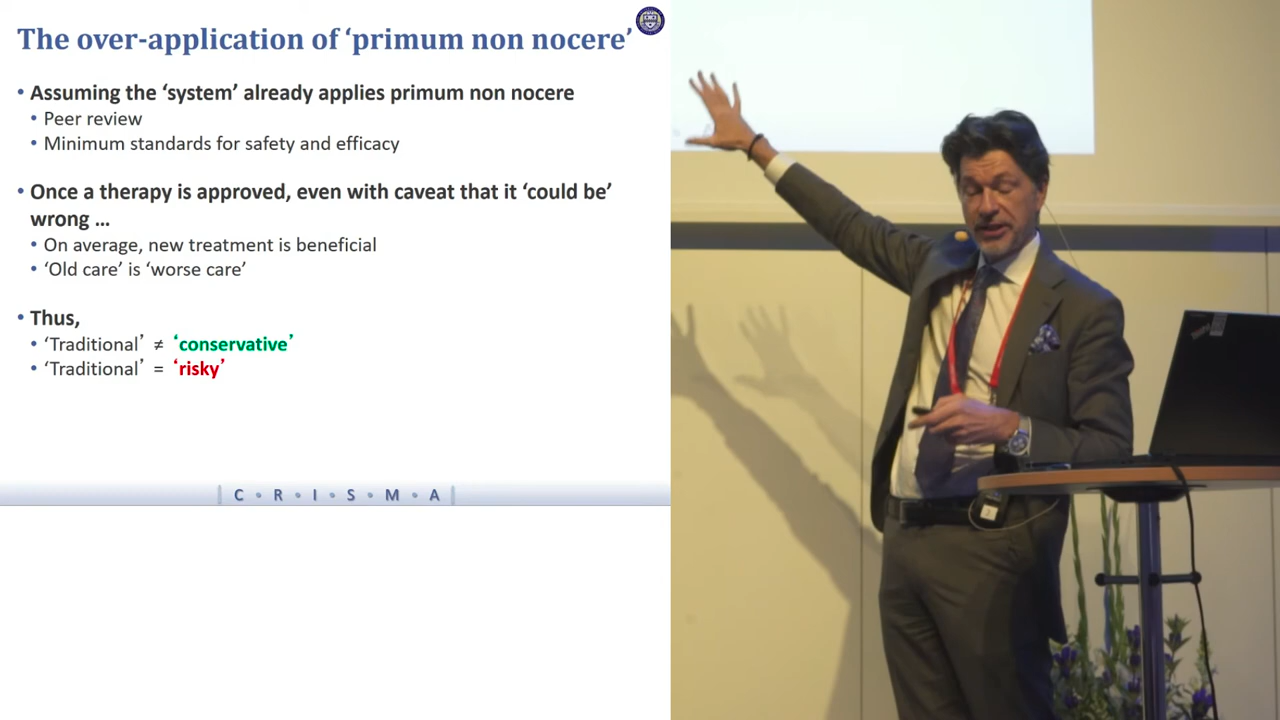 The over-application of ‘primum non nocere’
• Assuming the ‘system’ already applies primum non nocere
• Peer review
• Minimum standards for safety and efficacy
• Once a therapy is approved, even with caveat that it ‘could be’
wrong …
• On average, new treatment is beneficial
• ‘Old care’ is ‘worse care’
• Thus,
• ‘Traditional’ ≠ ‘conservative’
• ‘Traditional’ = ‘risky’
C • R • I • S • M • A